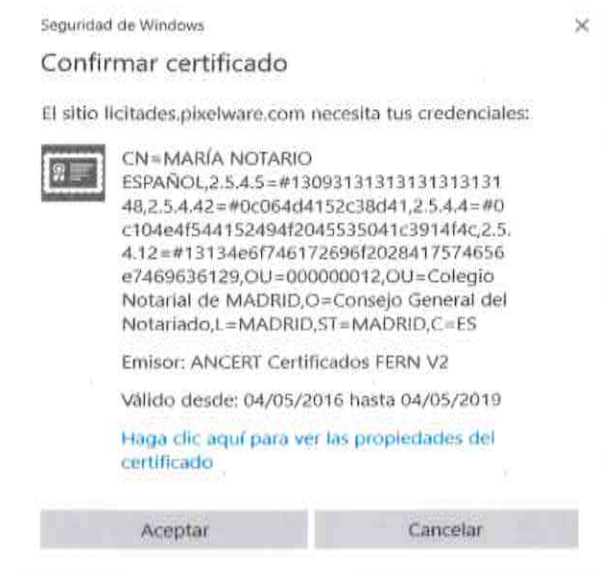 Seguridad de Windows
Confirmar certificado
El sitio licitades.pixelware.com necesita tus credenciales:
CN=MARÍA NOTARIO
ESPAÑOL,2.5.4.5=#130931313131313131313131
48,2.5.4.42=#0c064d4152c38d41,2.5.4.4=#0
c104e4f544152494f2045535041c3914f4c,2.5.
4.12=#13134e6f746172696f2028417574656
e7469636129,OU=000000012,OU=Colegio
Notarial de MADRID,O=Consejo General del
Notariado,L=MADRID,ST=MADRID,C=ES
Emisor: ANCERT Certificados FERN V2
Válido desde: 04/05/2016 hasta 04/05/2019
Haga clic aquí para ver las propiedades del
certificado
Aceptar
Cancelar